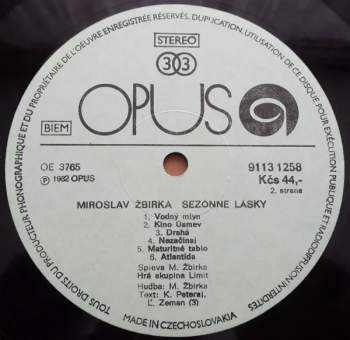 TOUS DROITS DU PRODUCTEUR PHONOGRAPHIQUE ET DU PROPRIÉTAIRE DE L'OEUVRE ENREGISTRÉE RÉSERVÉS. DUPLICATION, UTILISATION DE CE DISQUE POUR EXÉCUTION PUBLIQUE ET RADIODIFFUSION INTERDITES
STEREO
33
OPUS
BIEM
OE 3765
℗ 1982 OPUS
9113 1258
Kčs 44,-
2. strana
MIROSLAV ŽBIRKA SEZÓNNE LÁSKY
1. Vodný mlyn
2. Kino Úsmev
3. Drahá
4. Nezačínaj
5. Maturitné tablo
6. Atlantída
Spieva M. Žbirka
Hrá skupina Limit
Hudba: M. Žbirka
Text: K. Peteraj,
Ľ. Zeman (3)
MADE IN CZECHOSLOVAKIA